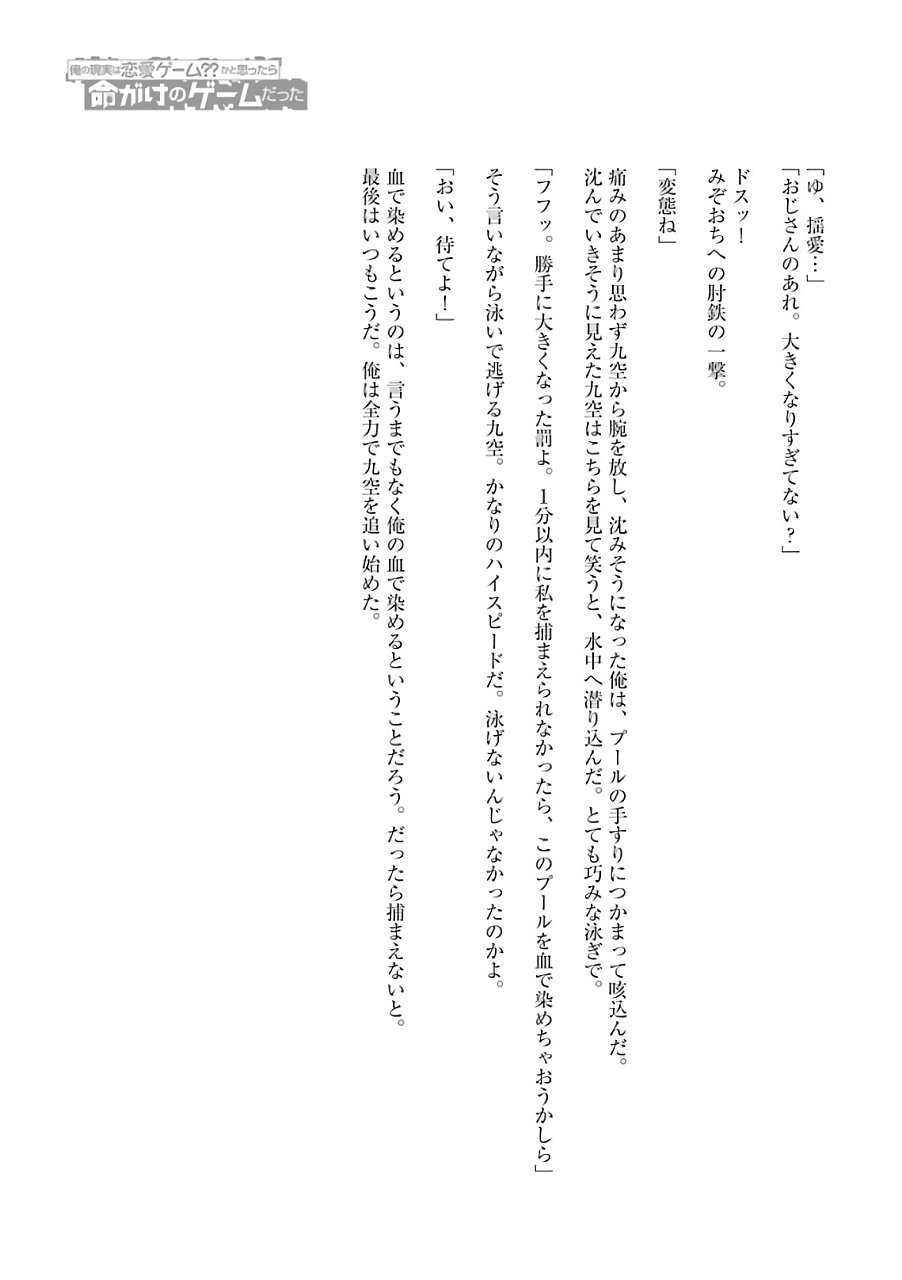 俺の現実は恋愛ゲーム??かと思ったら
命がけのゲームだった
「ゆ、揺愛…」
「おじさんのあれ。大きくなりすぎてない?」
ドスッ!
みぞおちへの肘鉄の一撃。
「変態ね」
痛みのあまり思わず九空から腕を放し、沈みそうになった俺は、プールの手すりにつかまって咳込んだ。
沈んでいきそうに見えた九空はこちらを見て笑うと、水中へ潜り込んだ。とても巧みな泳ぎで。
「フフッ。勝手に大きくなった罰よ。1分以内に私を捕まえられなかったら、このプールを血で染めちゃおうかしら」
そう言いながら泳いで逃げる九空。かなりのハイスピードだ。泳げないんじゃなかったのかよ。
「おい、待てよ!」
血で染めるというのは、言うまでもなく俺の血で染めるということだろう。だったら捕まえないと。
最後はいつもこうだ。俺は全力で九空を追い始めた。